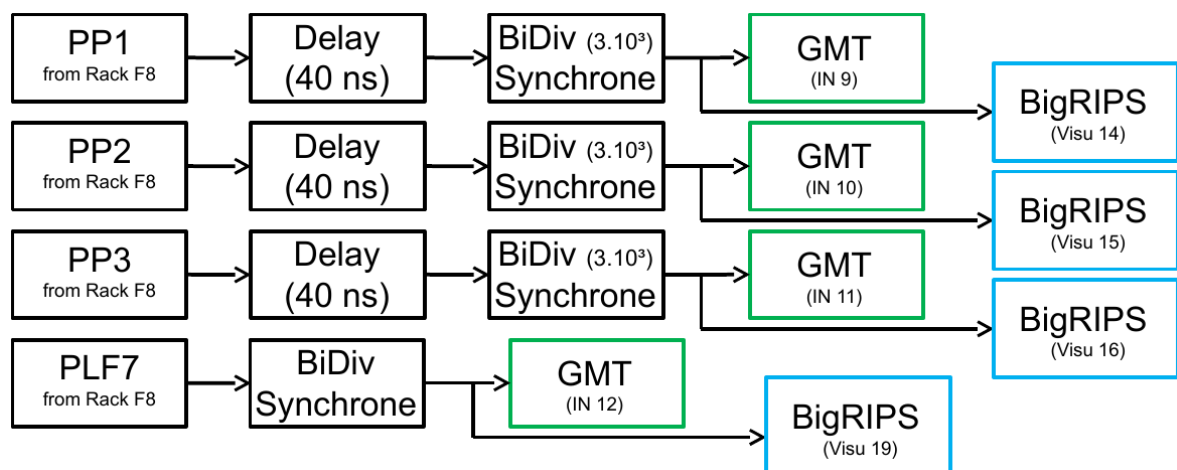 PP1
from Rack F8
Delay
(40 ns)
BiDiv (3.10³)
Synchrone
GMT
(IN 9)
BigRIPS
(Visu 14)
PP2
from Rack F8
Delay
(40 ns)
BiDiv (3.10³)
Synchrone
GMT
(IN 10)
BigRIPS
(Visu 15)
PP3
from Rack F8
Delay
(40 ns)
BiDiv (3.10³)
Synchrone
GMT
(IN 11)
BigRIPS
(Visu 16)
PLF7
from Rack F8
BiDiv
Synchrone
GMT
(IN 12)
BigRIPS
(Visu 19)